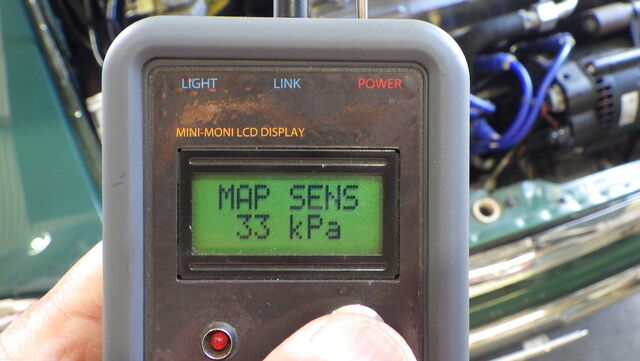 LIGHT LINK POWER
MINI-MONI LCD DISPLAY
MAP SENS
33 kPa